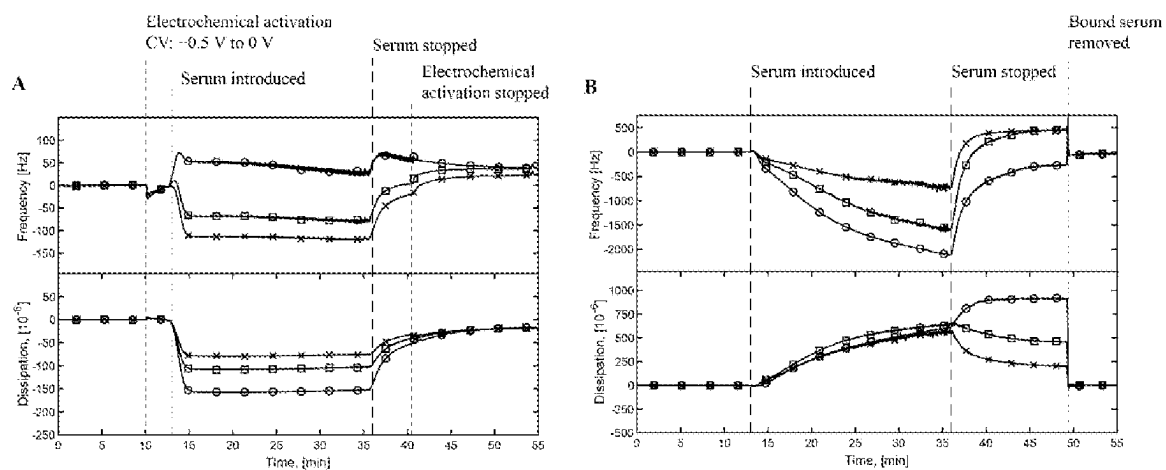 Electrochemical activation
CV: −0.5 V to 0 V
Serum introduced
Serum stopped
Electrochemical
activation stopped
A
Frequency, [Hz]
100
50
0
-50
-100
-150
Dissipation, [10⁻⁶]
-50
0
-50
-100
-150
-200
-250
0 5 10 15 20 25 30 35 40 45 50 55
Time, [min]
Bound serum
removed
Serum introduced
Serum stopped
B
Frequency, [Hz]
500
0
-500
-1000
-1500
-2000
Dissipation, [10⁻⁶]
1000
750
500
250
0
-250
-500
0 5 10 15 20 25 30 35 40 45 50 55
Time, [min]